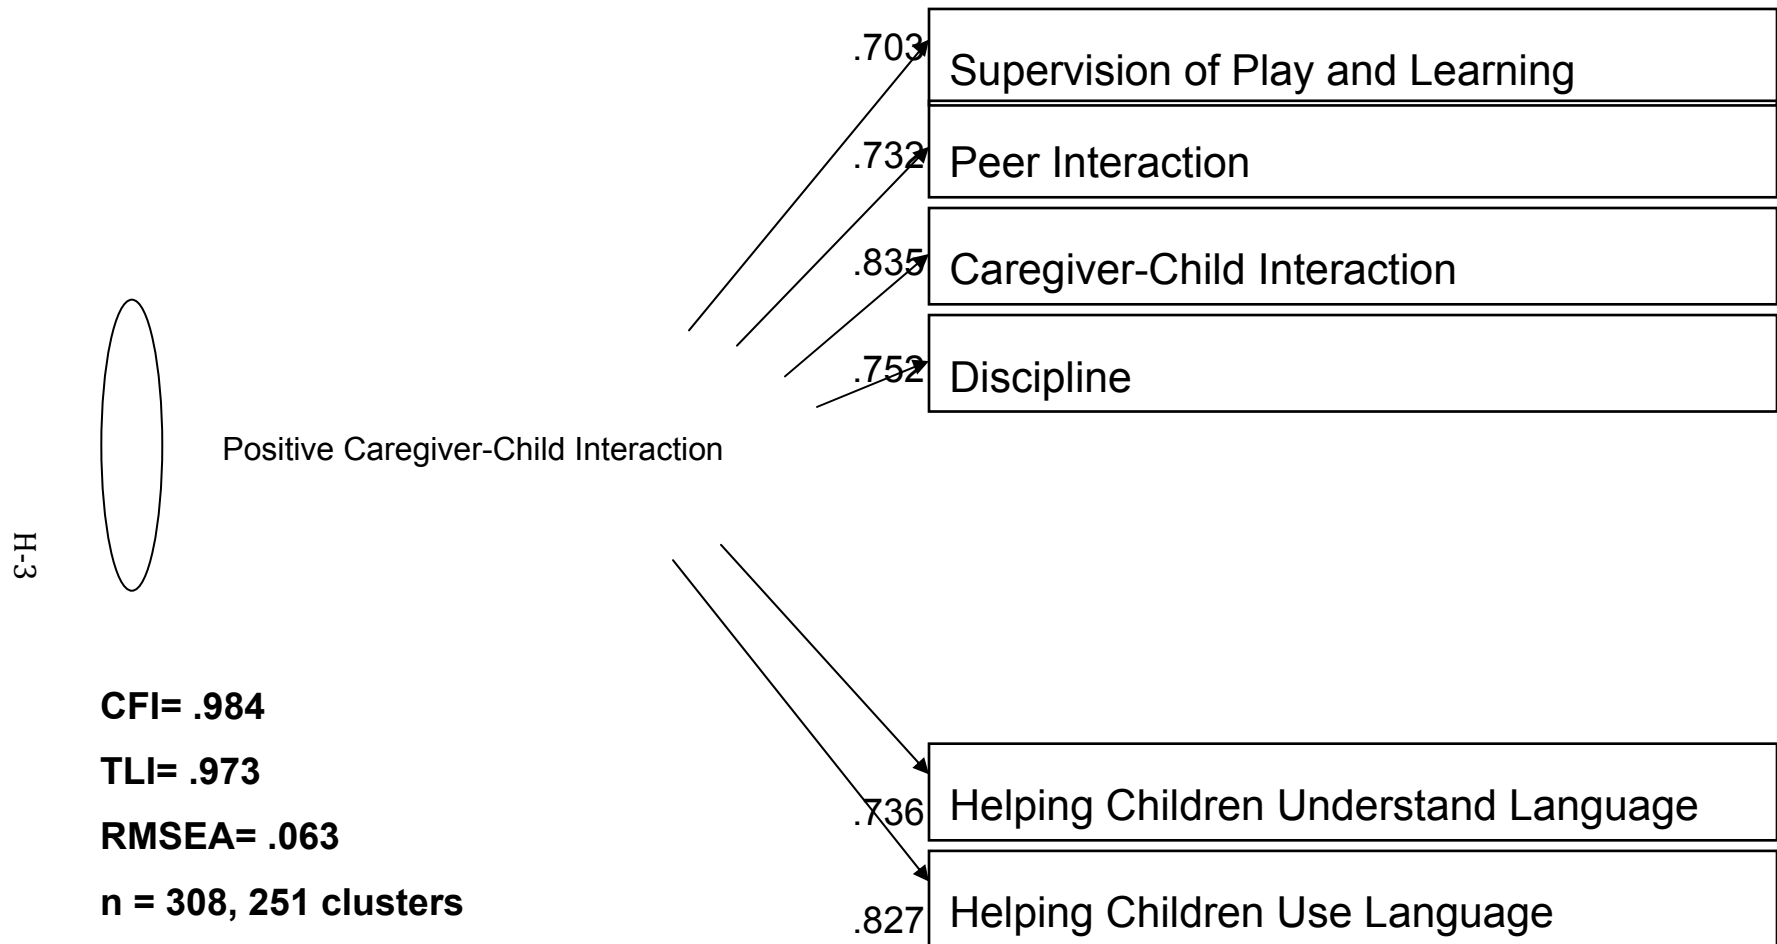 .703 Supervision of Play and Learning
.732 Peer Interaction
.835 Caregiver-Child Interaction
.752 Discipline
Positive Caregiver-Child Interaction
H-3
CFI= .984
TLI= .973
RMSEA= .063
n = 308, 251 clusters
.736 Helping Children Understand Language
.827 Helping Children Use Language